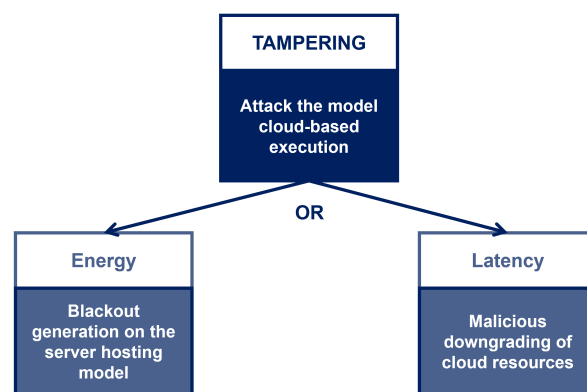 TAMPERING
Attack the model
cloud-based
execution
OR
Energy
Latency
Blackout
generation on the
server hosting
model
Malicious
downgrading of
cloud resources